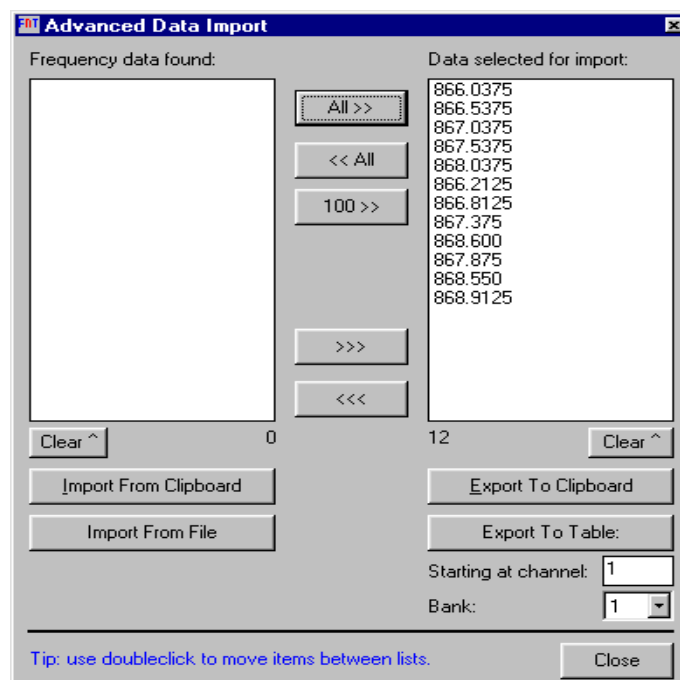 FDT Advanced Data Import
Frequency data found:
Data selected for import:
All >>
<< All
100 >>
>>>
<<<
866.0375
866.5375
867.0375
867.5375
868.0375
866.2125
866.8125
867.375
868.600
867.875
868.550
868.9125
Clear ^
0
12
Clear ^
Import From Clipboard
Export To Clipboard
Import From File
Export To Table:
Starting at channel: 1
Bank: 1
Tip: use doubleclick to move items between lists.
Close